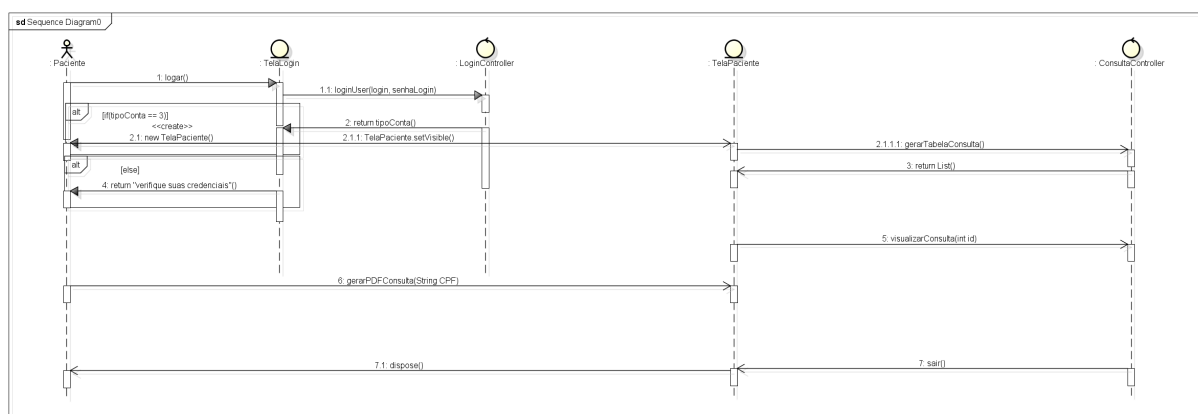 sd Sequence Diagram0
: Paciente
: TelaLogin
: LoginController
: TelaPaciente
: ConsultaController
1: logar()
1.1: loginUser(login, senhaLogin)
alt
[if(tipoConta == 3)]
2: return tipoConta()
<<create>>
2.1: new TelaPaciente()
2.1.1: TelaPaciente.setVisible()
2.1.1.1: gerarTabelaConsulta()
alt
[else]
3: return List()
4: return "verifique suas credenciais"()
5: visualizarConsulta(int id)
6: gerarPDFConsulta(String CPF)
7.1: dispose()
7: sair()